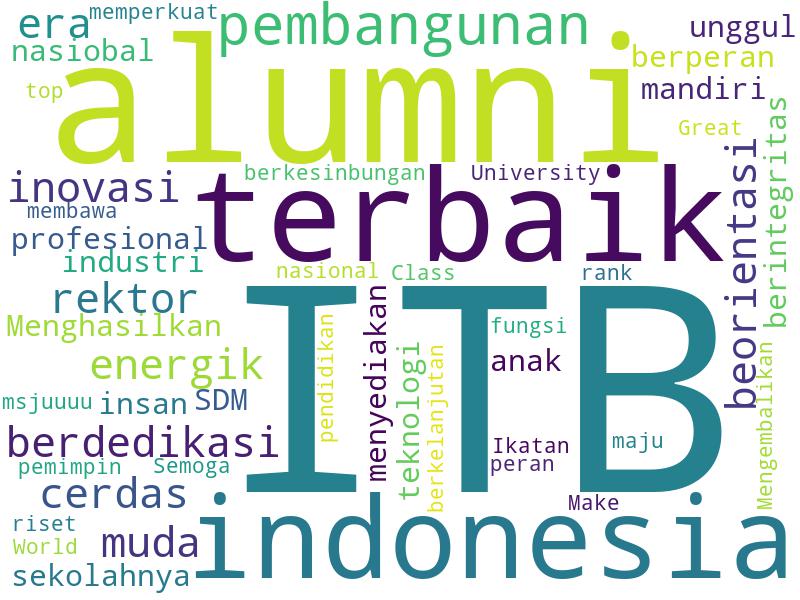 era
memperkuat
pembangunan
unggul
nasiobal
alumni
berperan
top
mandiri
Great
inovasi
terbaik
berkesinbungan
University
membawa
profesional
industri
nasional
Class
rank
beorientasi
berintegritas
rektor
ITB
Menghasilkan
pendidikan
menyediakan
teknologi
berkelanjutan
fungsi
anak
energik
Mengembalikan
msjuuuu
insan
SDM
berdedikasi
Ikatan
maju
peran
pemimpin
Semoga
cerdas
indonesia
Make
riset
World
muda
sekolahnya